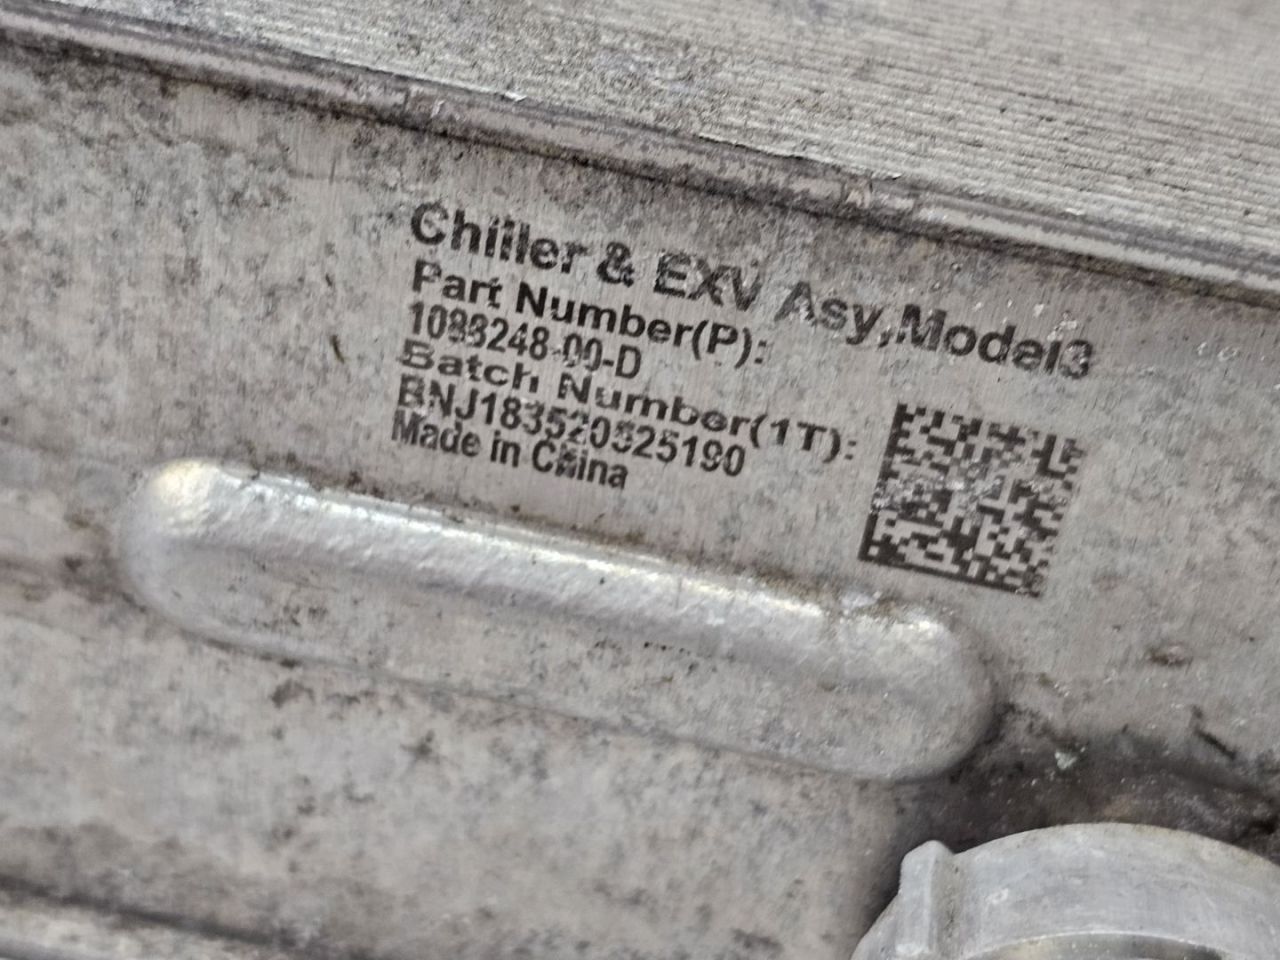 Chiller & EXV Asy,Model3
Part Number(P):
1088248-00-D
Batch Number(1T):
BNJ183520525190
Made in China